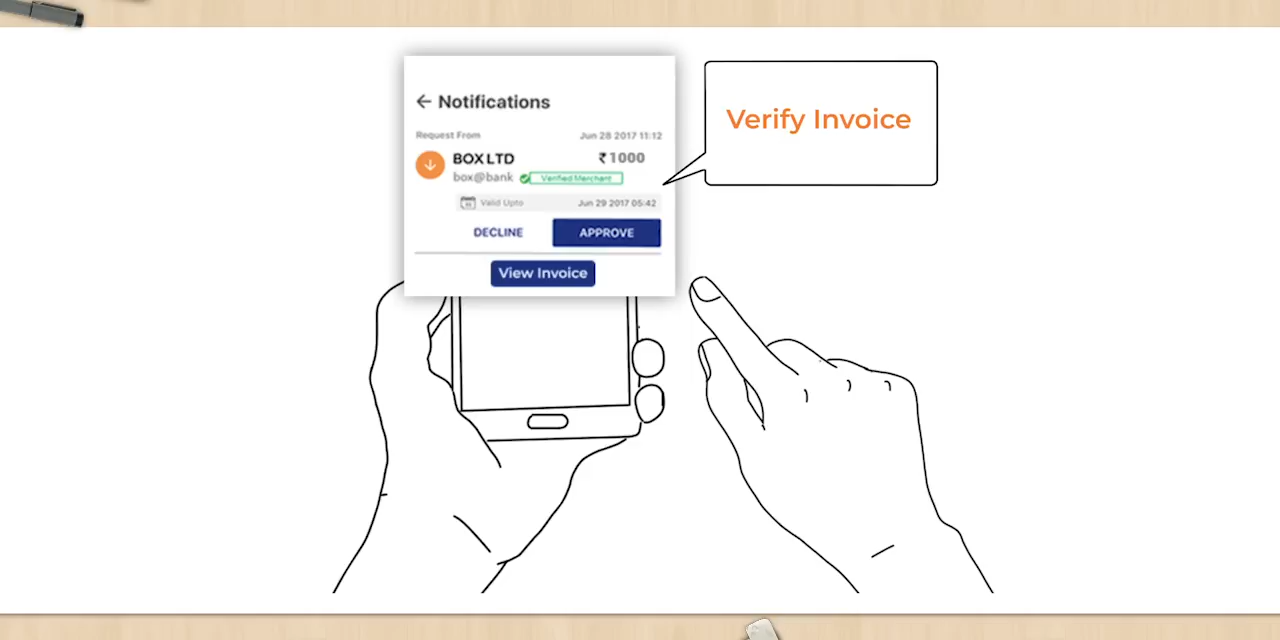 Notifications
Request From Jun 28 2017 11:12
BOX LTD ₹1000
box@bank Verified Merchant
Valid Upto Jun 29 2017 05:42
DECLINE APPROVE
View Invoice
Verify Invoice